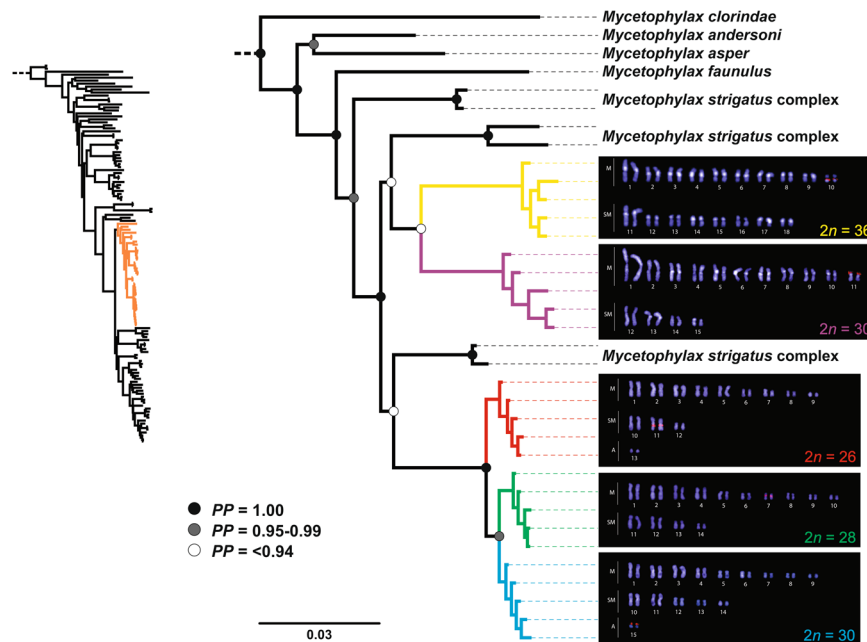 Mycetophylax clorindae
Mycetophylax andersoni
Mycetophylax asper
Mycetophylax faunulus
Mycetophylax strigatus complex
Mycetophylax strigatus complex
M
1 2 3 4 5 6 7 8 9 10
SM
11 12 13 14 15 16 17 18
2n = 36
M
1 2 3 4 5 6 7 8 9 10 11
SM
12 13 14 15
2n = 30
Mycetophylax strigatus complex
M
1 2 3 4 5 6 7 8 9
SM
10 11 12
A
13
2n = 26
M
1 2 3 4 5 6 7 8 9 10
SM
11 12 13 14
2n = 28
M
1 2 3 4 5 6 7 8 9
SM
10 11 12 13 14
A
15
2n = 30
PP = 1.00
PP = 0.95-0.99
PP = <0.94
0.03